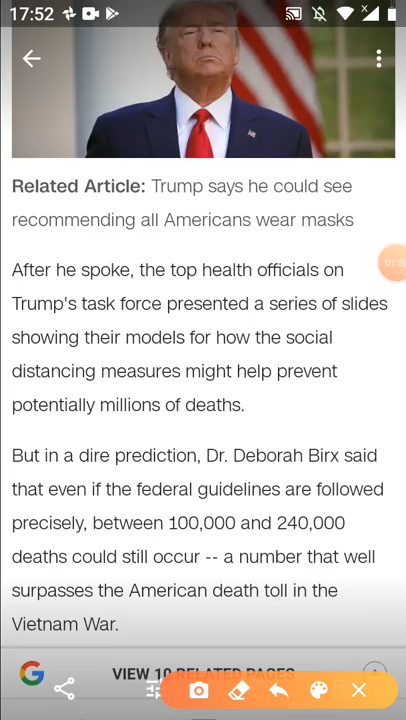 17:52
Related Article: Trump says he could see
recommending all Americans wear masks
After he spoke, the top health officials on
Trump's task force presented a series of slides
showing their models for how the social
distancing measures might help prevent
potentially millions of deaths.
But in a dire prediction, Dr. Deborah Birx said
that even if the federal guidelines are followed
precisely, between 100,000 and 240,000
deaths could still occur -- a number that well
surpasses the American death toll in the
Vietnam War.
VIEW 10 RELATED PAGES